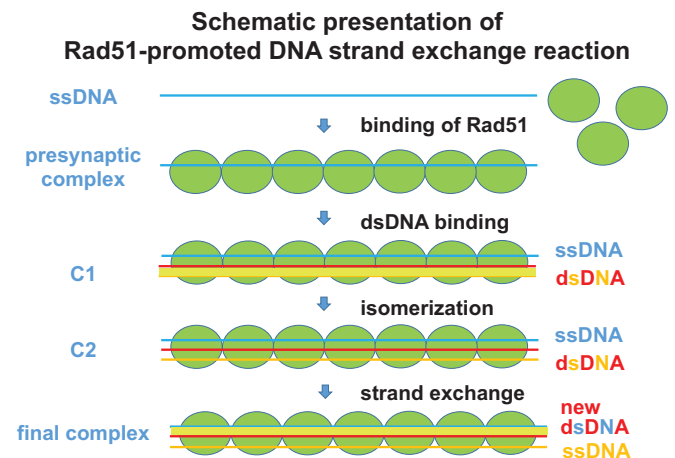 Schematic presentation of
Rad51-promoted DNA strand exchange reaction
ssDNA
binding of Rad51
presynaptic
complex
dsDNA binding
ssDNA
C1
dsDNA
isomerization
ssDNA
C2
dsDNA
strand exchange
new
final complex
dsDNA
ssDNA